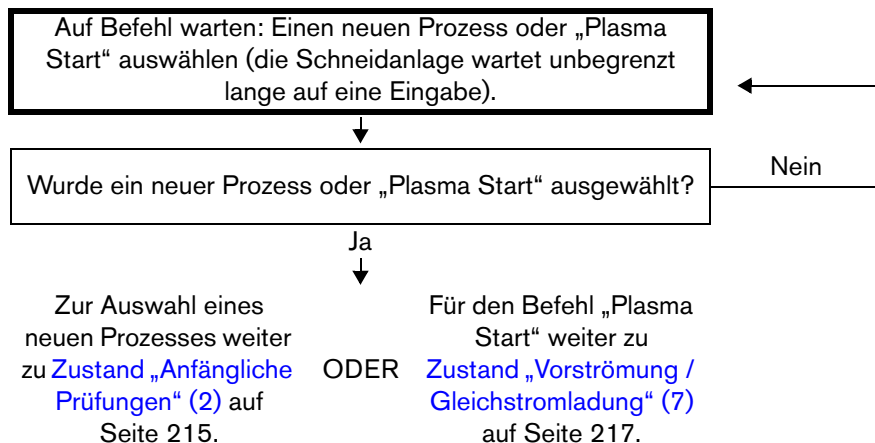 Auf Befehl warten: Einen neuen Prozess oder „Plasma
Start“ auswählen (die Schneidanlage wartet unbegrenzt
lange auf eine Eingabe).
Wurde ein neuer Prozess oder „Plasma Start“ ausgewählt?
Nein
Ja
Zur Auswahl eines
neuen Prozesses weiter
zu Zustand „Anfängliche
Prüfungen“ (2) auf
Seite 215.
ODER
Für den Befehl „Plasma
Start“ weiter zu
Zustand „Vorströmung /
Gleichstromladung“ (7)
auf Seite 217.